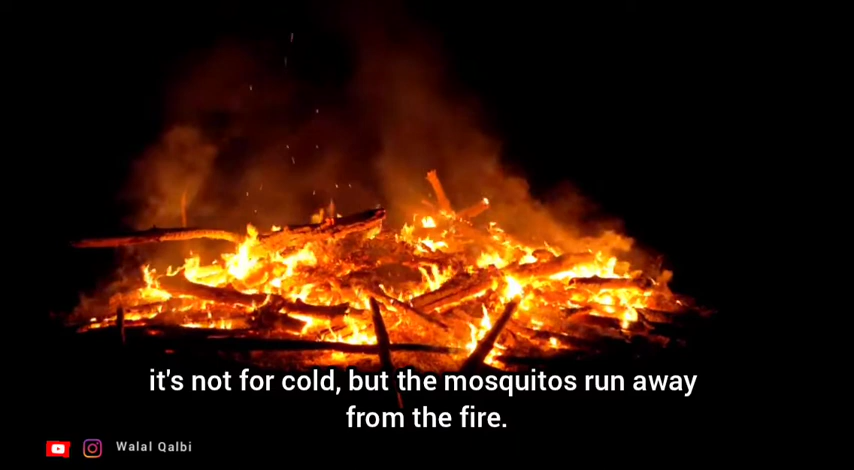 it's not for cold, but the mosquitos run away
from the fire.
Walal Qalbi